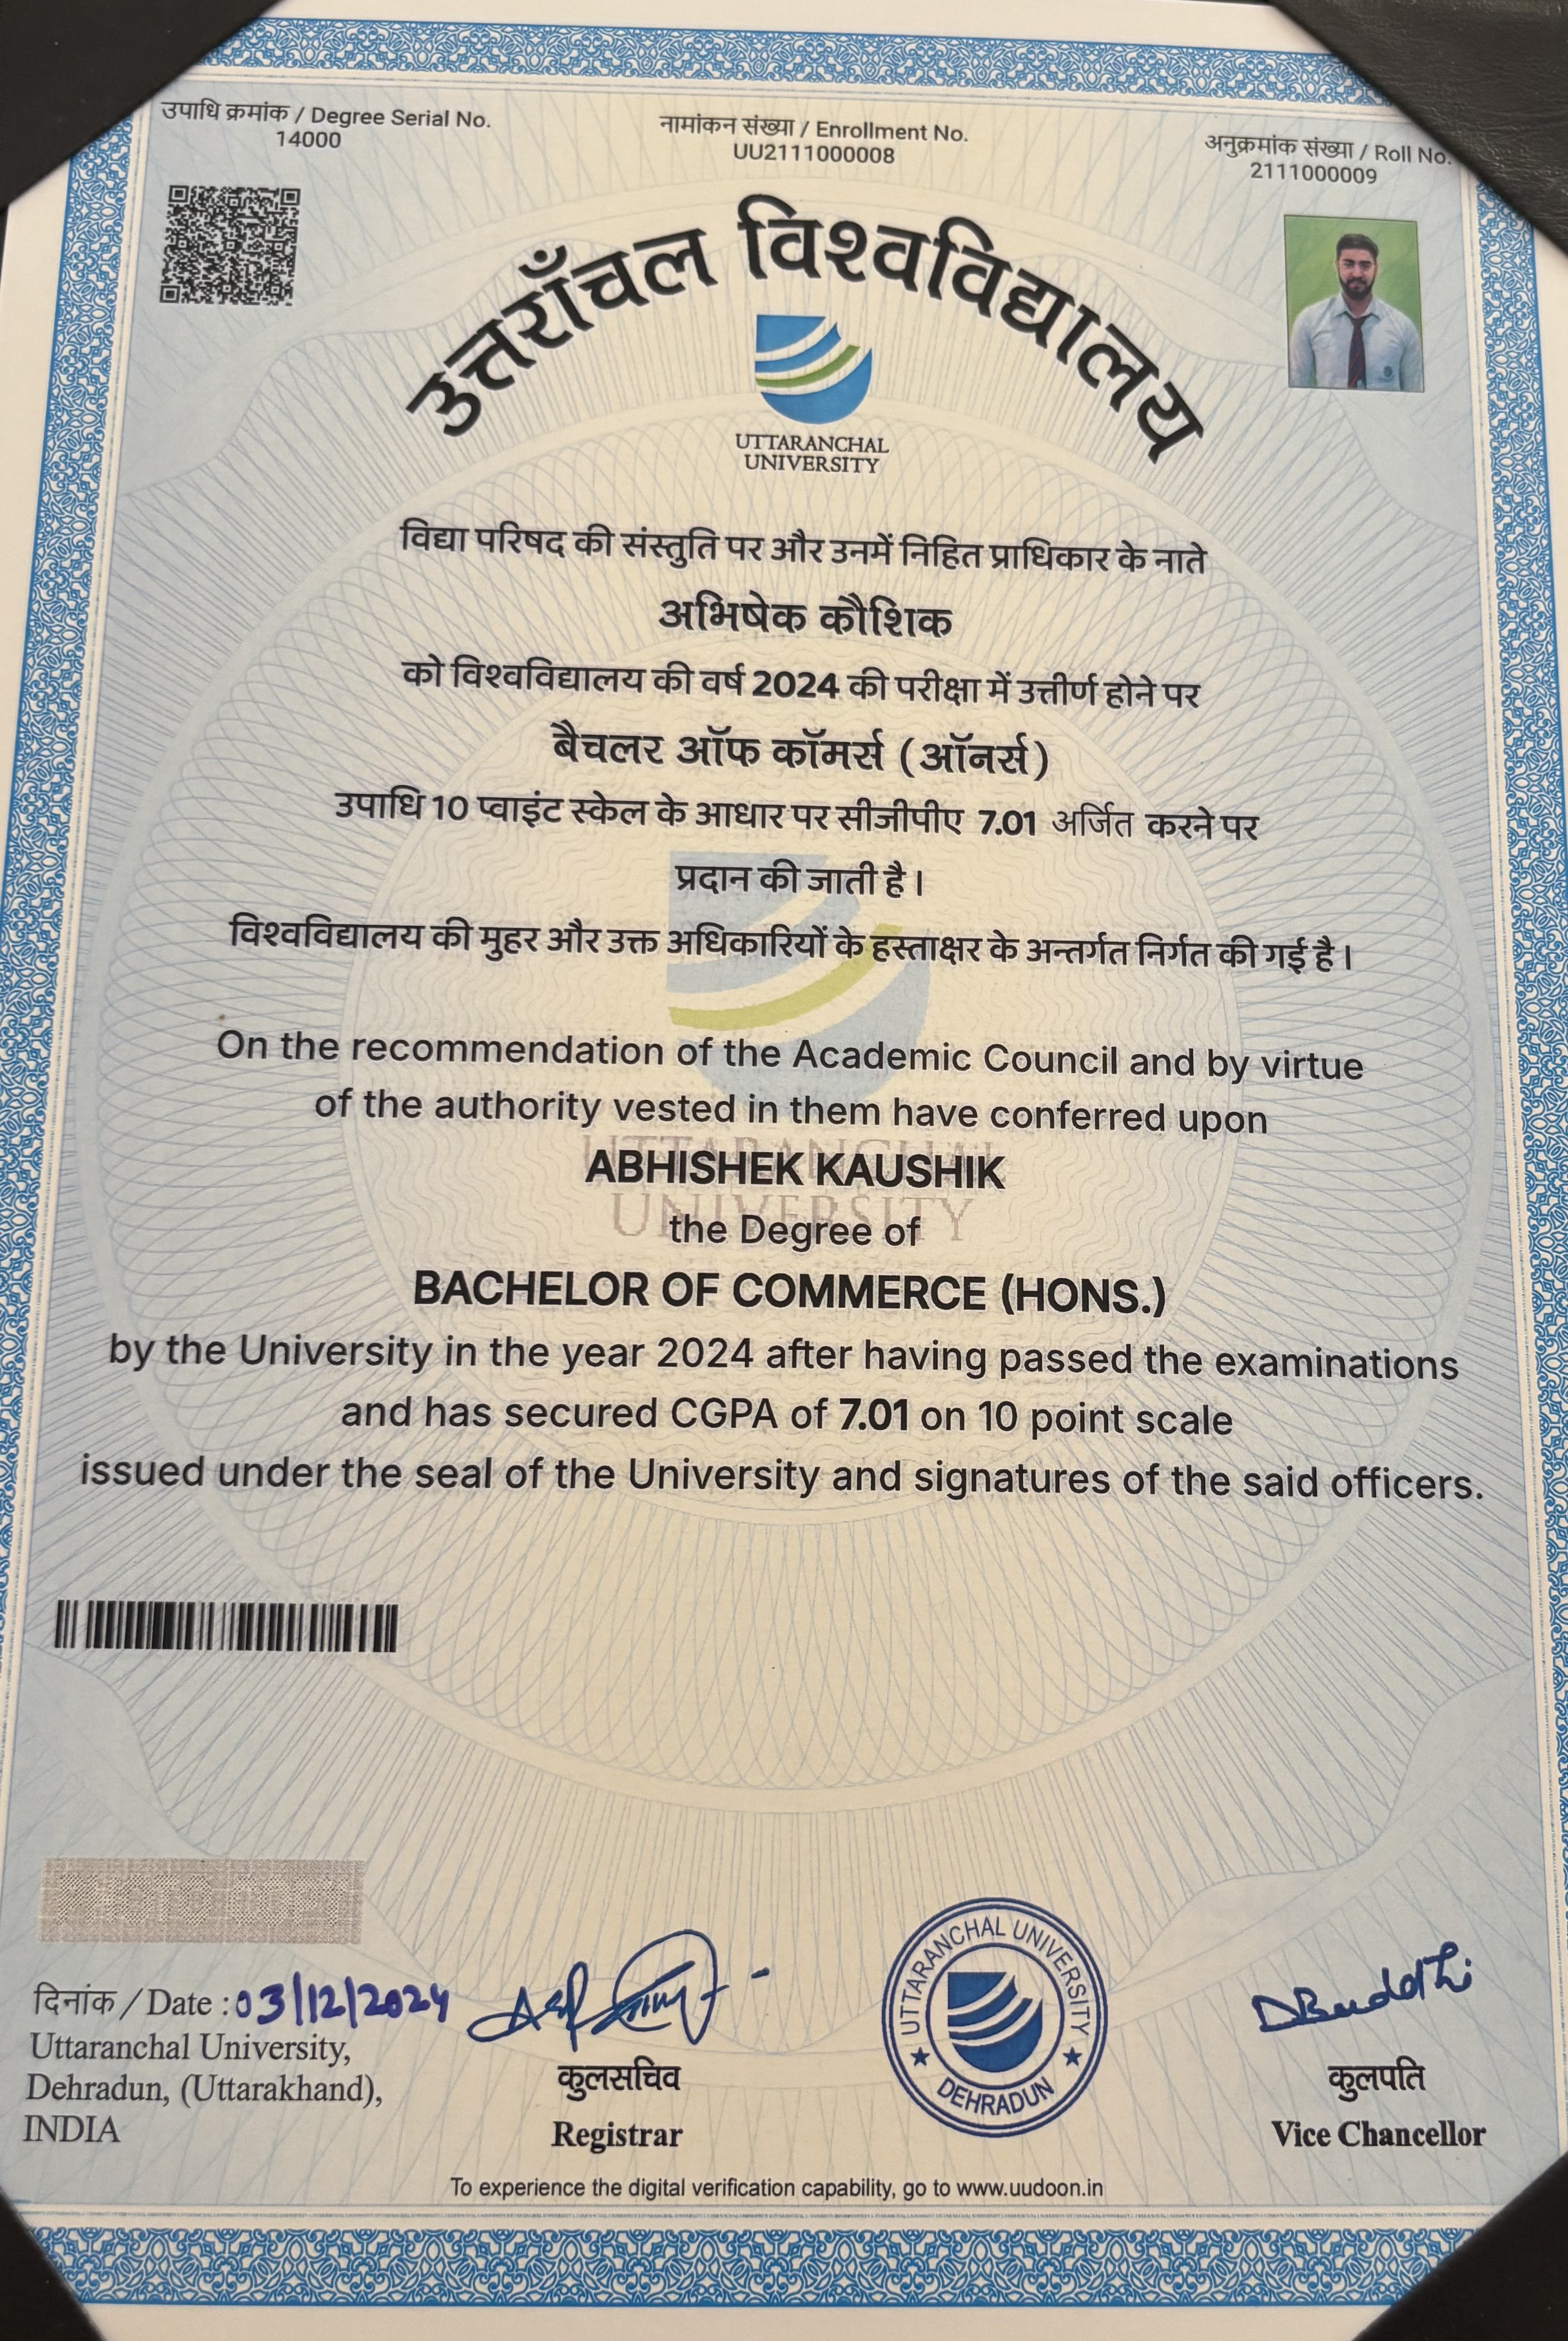 उपाधि क्रमांक / Degree Serial No.
14000
नामांकन संख्या / Enrollment No.
UU2111000008
अनुक्रमांक संख्या / Roll No.
2111000009
उत्तराँचल विश्वविद्यालय
UTTARANCHAL
UNIVERSITY
विद्या परिषद की संस्तुति पर और उनमें निहित प्राधिकार के नाते
अभिषेक कौशिक
को विश्वविद्यालय की वर्ष 2024 की परीक्षा में उत्तीर्ण होने पर
बैचलर ऑफ कॉमर्स (ऑनर्स)
उपाधि 10 प्वाइंट स्केल के आधार पर सीजीपीए 7.01 अर्जित करने पर
प्रदान की जाती है।
विश्वविद्यालय की मुहर और उक्त अधिकारियों के हस्ताक्षर के अन्तर्गत निर्गत की गई है।
On the recommendation of the Academic Council and by virtue
of the authority vested in them have conferred upon
UTTARANCHAL
ABHISHEK KAUSHIK
UNIVERSITY
the Degree of
BACHELOR OF COMMERCE (HONS.)
by the University in the year 2024 after having passed the examinations
and has secured CGPA of 7.01 on 10 point scale
issued under the seal of the University and signatures of the said officers.
दिनांक / Date : 03/12/2024
Uttaranchal University,
Dehradun, (Uttarakhand),
INDIA
कुलसचिव
Registrar
UTTARANCHAL UNIVERSITY
DEHRADUN
DBuddhi
कुलपति
Vice Chancellor
To experience the digital verification capability, go to www.uudoon.in